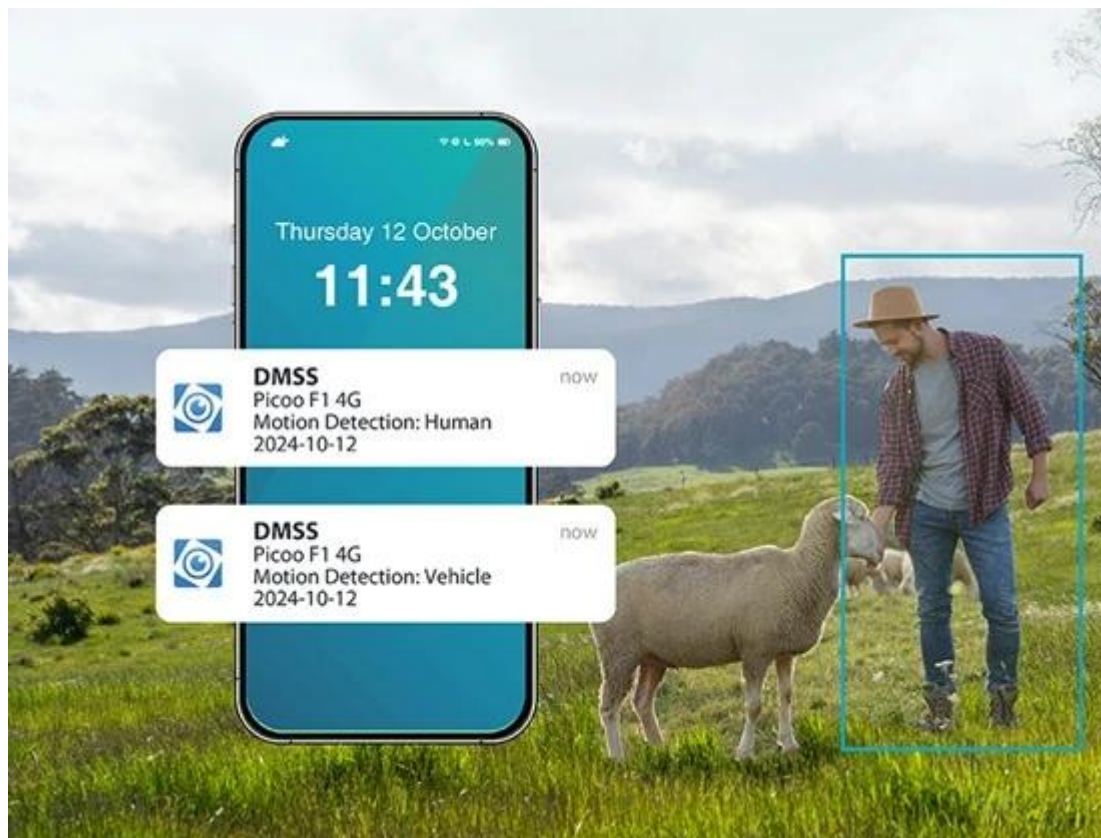 90%
Thursday 12 October
11:43
DMSS now
Picoo F1 4G
Motion Detection: Human
2024-10-12
DMSS now
Picoo F1 4G
Motion Detection: Vehicle
2024-10-12